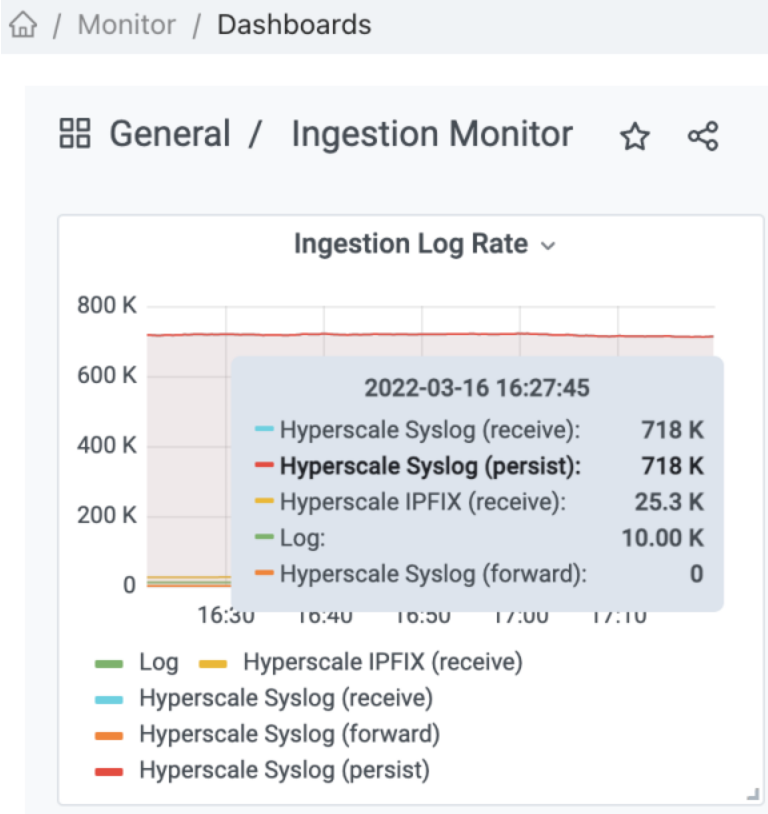 / Monitor / Dashboards
General / Ingestion Monitor
Ingestion Log Rate
800 K
600 K
400 K
200 K
0
2022-03-16 16:27:45
Hyperscale Syslog (receive): 718 K
Hyperscale Syslog (persist): 718 K
Hyperscale IPFIX (receive): 25.3 K
Log: 10.00 K
Hyperscale Syslog (forward): 0
16:30 16:40 16:50 17:00 17:10
Log Hyperscale IPFIX (receive)
Hyperscale Syslog (receive)
Hyperscale Syslog (forward)
Hyperscale Syslog (persist)